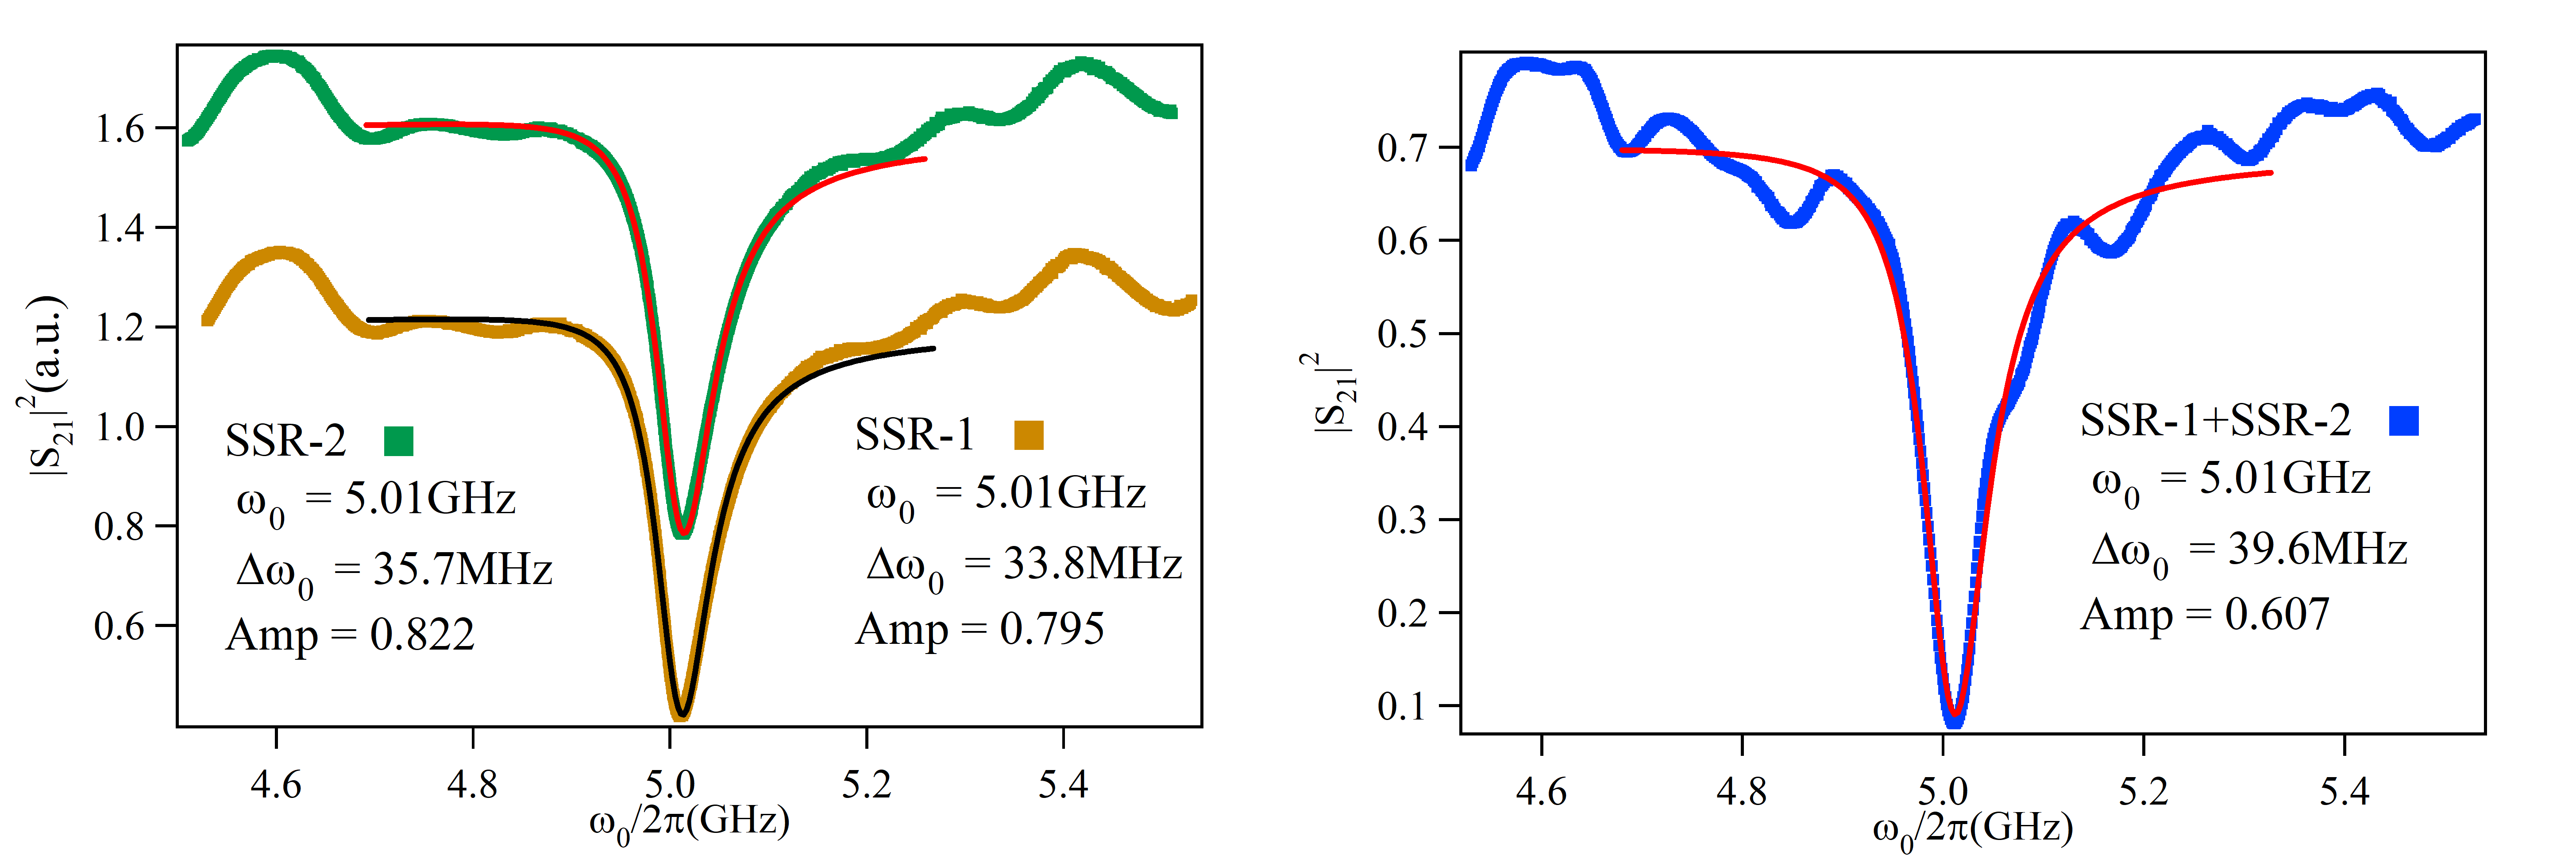 |S21|²(a.u.)
1.6
1.4
1.2
1.0
0.8
0.6
SSR-2
ω0 = 5.01GHz
Δω0 = 35.7MHz
Amp = 0.822
SSR-1
ω0 = 5.01GHz
Δω0 = 33.8MHz
Amp = 0.795
4.6 4.8 5.0 5.2 5.4
ω0/2π(GHz)
|S21|²
0.7
0.6
0.5
0.4
0.3
0.2
0.1
SSR-1+SSR-2
ω0 = 5.01GHz
Δω0 = 39.6MHz
Amp = 0.607
4.6 4.8 5.0 5.2 5.4
ω0/2π(GHz)